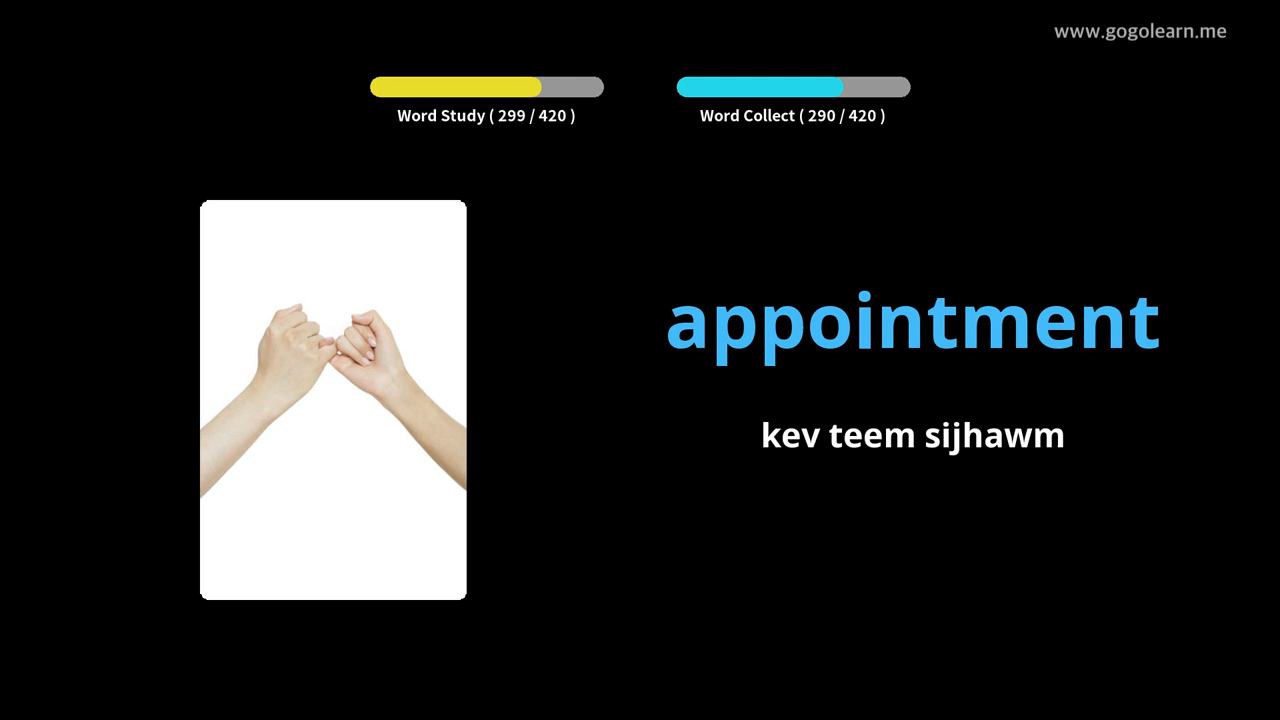 www.gogolearn.me
Word Study ( 299 / 420 )
Word Collect ( 290 / 420 )
appointment
kev teem sijhawm